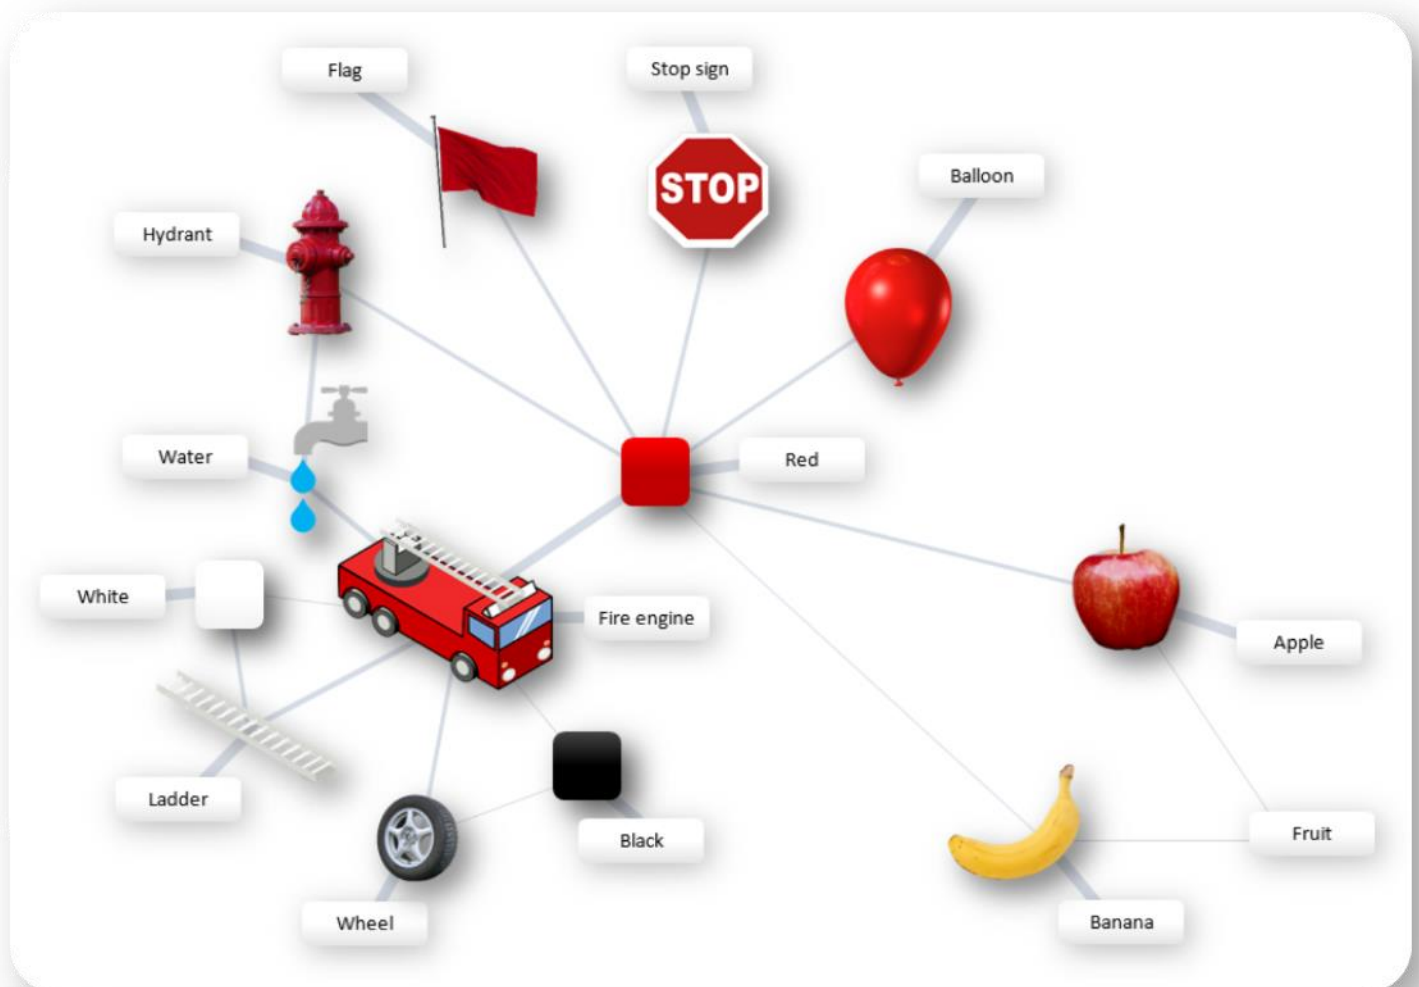 Flag
Stop sign
STOP
Balloon
Hydrant
Water
Red
White
Fire engine
Apple
Ladder
Black
Fruit
Wheel
Banana